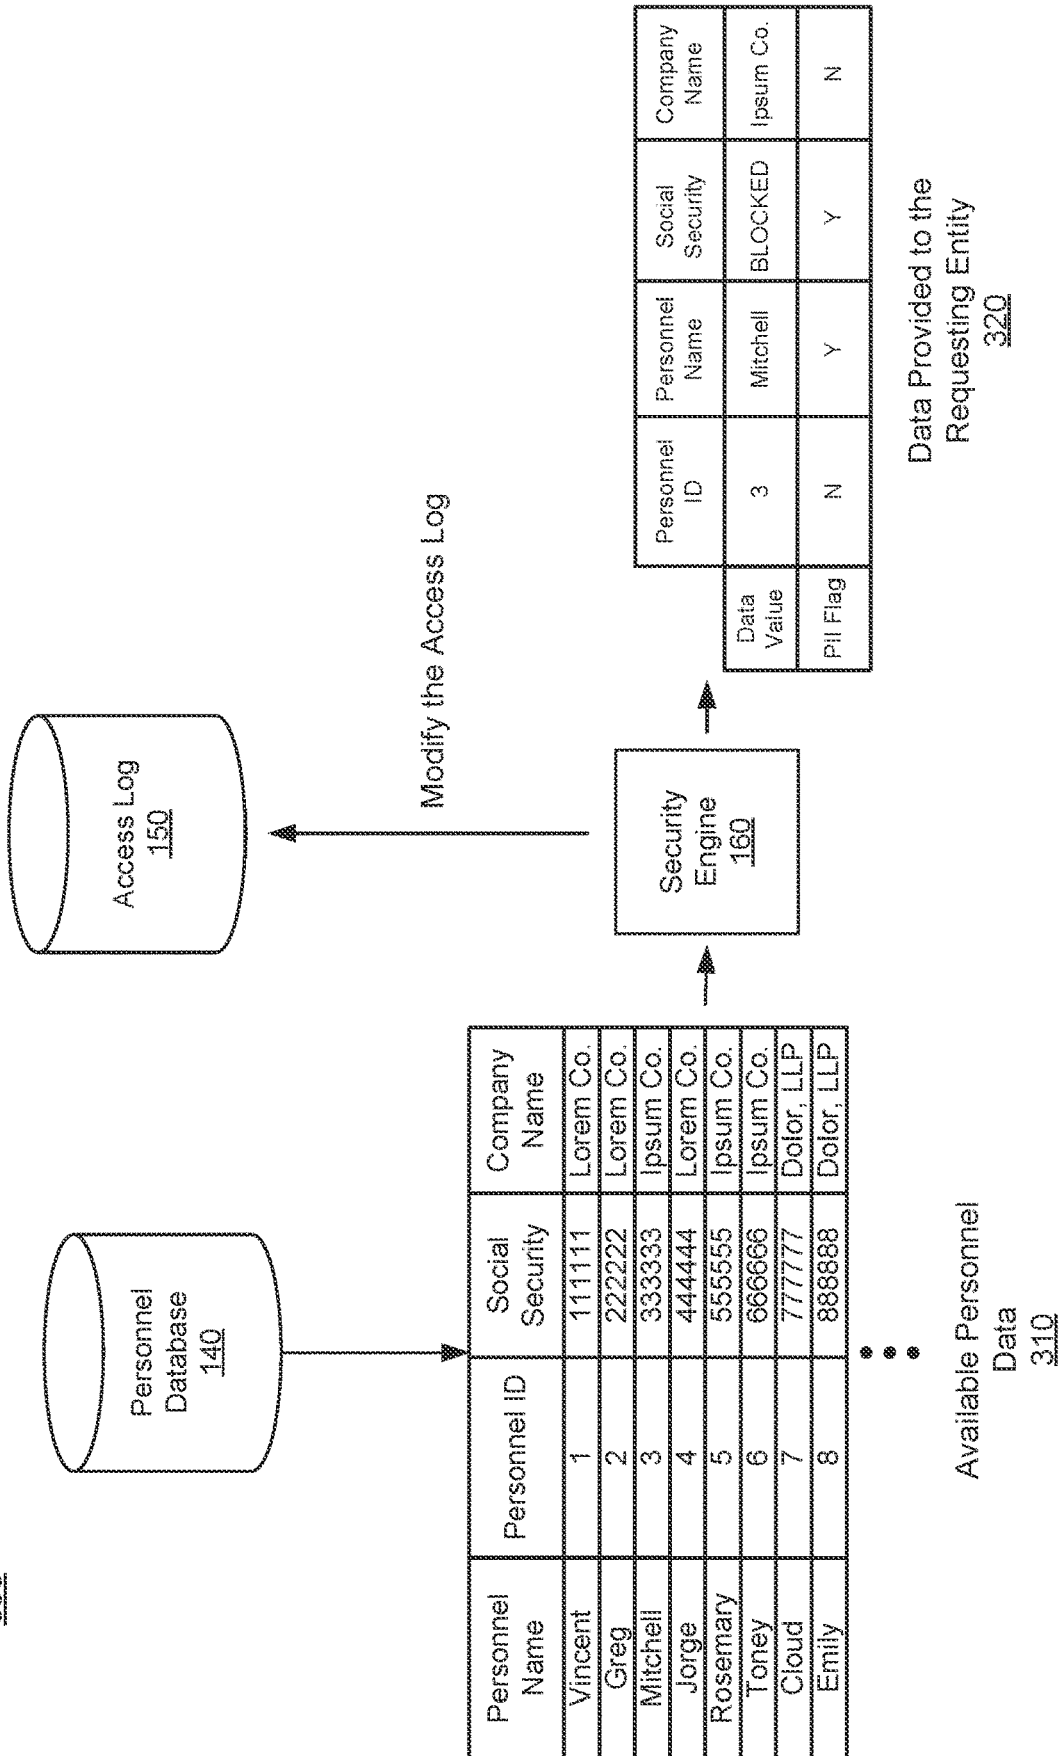 Personnel
Database
140
Access Log
150
Modify the Access Log
Personnel Name | Personnel ID | Social Security | Company Name
Vincent | 1 | 111111 | Lorem Co.
Greg | 2 | 222222 | Lorem Co.
Mitchell | 3 | 333333 | Ipsum Co.
Jorge | 4 | 444444 | Lorem Co.
Rosemary | 5 | 555555 | Ipsum Co.
Toney | 6 | 666666 | Ipsum Co.
Cloud | 7 | 777777 | Dolor, LLP
Emily | 8 | 888888 | Dolor, LLP
Available Personnel
Data
310
Security
Engine
160
Personnel ID | Personnel Name | Social Security | Company Name
Data Value | 3 | Mitchell | BLOCKED | Ipsum Co.
PII Flag | N | Y | Y | N
Data Provided to the
Requesting Entity
320